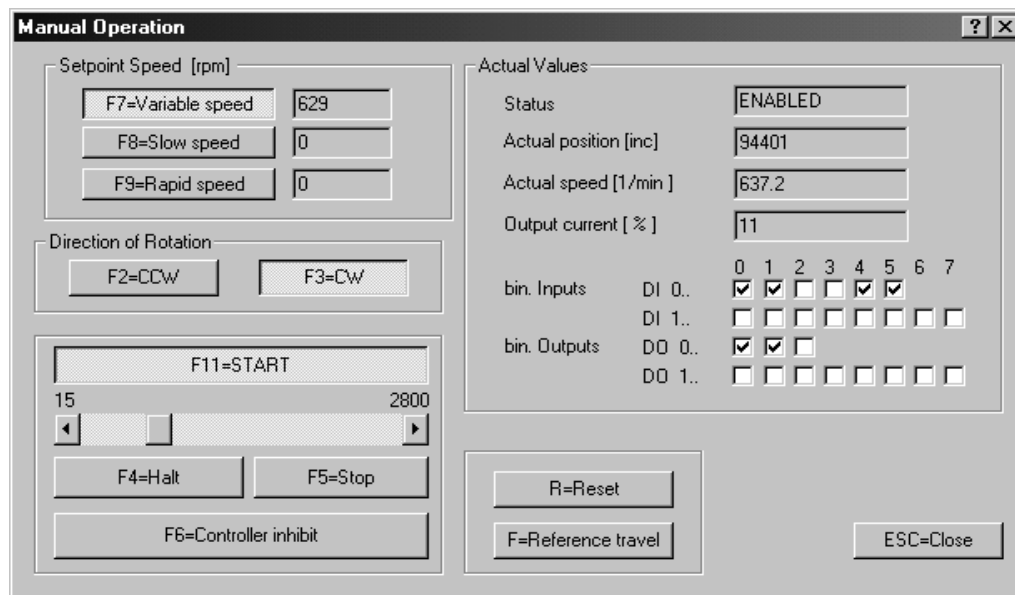 Manual Operation
Setpoint Speed [rpm]
F7=Variable speed 629
F8=Slow speed 0
F9=Rapid speed 0
Direction of Rotation
F2=CCW F3=CW
F11=START
15 2800
F4=Halt F5=Stop
F6=Controller inhibit
Actual Values
Status ENABLED
Actual position [inc] 94401
Actual speed [1/min ] 637.2
Output current [ % ] 11
0 1 2 3 4 5 6 7
bin. Inputs DI 0..
DI 1..
bin. Outputs DO 0..
DO 1..
R=Reset
F=Reference travel
ESC=Close